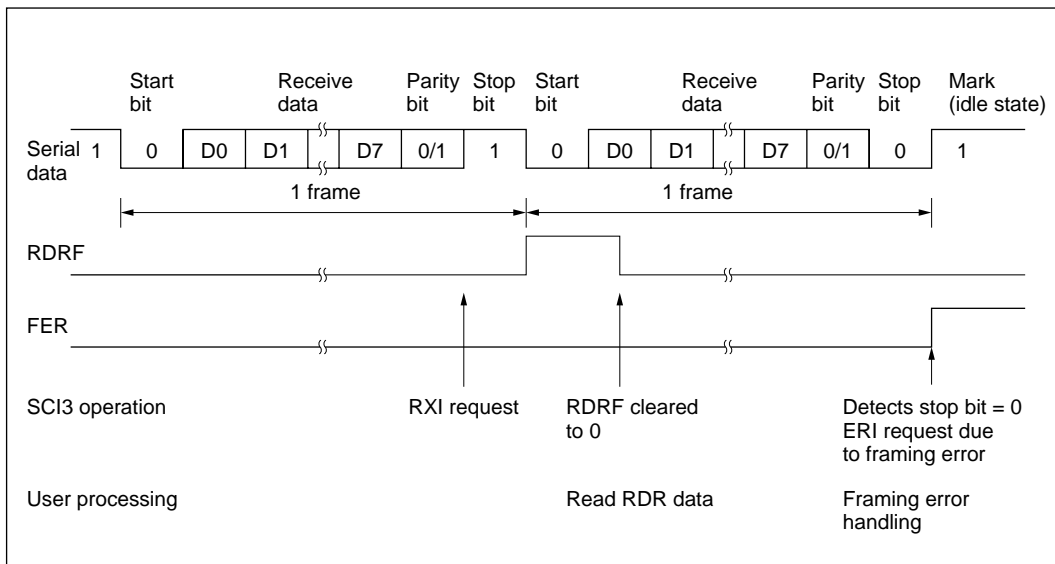 Start bit
Receive data
Parity bit
Stop bit
Start bit
Receive data
Parity bit
Stop bit
Mark (idle state)
Serial data
1 0 D0 D1 D7 0/1 1 0 D0 D1 D7 0/1 0 1
1 frame 1 frame
RDRF
FER
SCI3 operation
RXI request
RDRF cleared to 0
Detects stop bit = 0
ERI request due
to framing error
User processing
Read RDR data
Framing error
handling